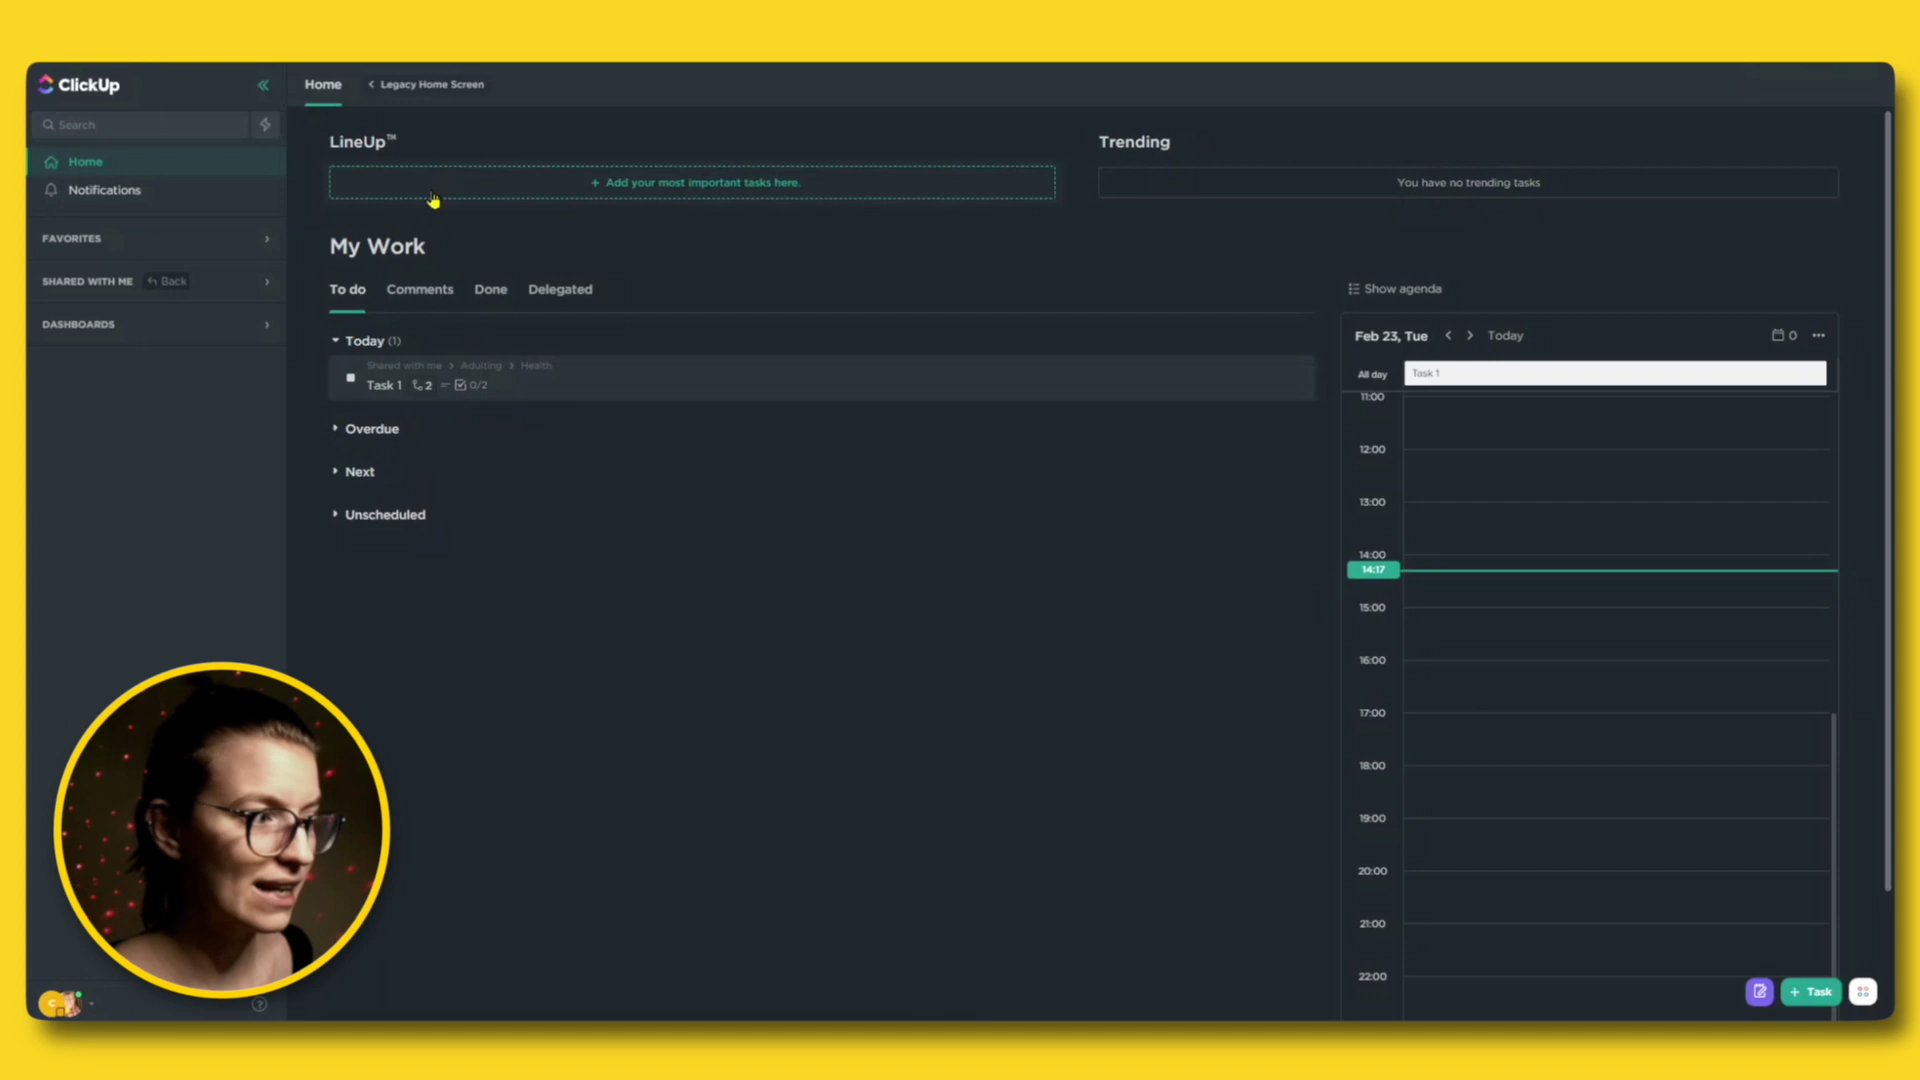 ClickUp
Search
Home
Notifications
FAVORITES
SHARED WITH ME Back
DASHBOARDS
Home Legacy Home Screen
LineUp™
+ Add your most important tasks here.
Trending
You have no trending tasks
My Work
To do Comments Done Delegated
Today (1)
Shared with me > Adulting > Health
Task 1 2 0/2
Overdue
Next
Unscheduled
Show agenda
Feb 23, Tue < > Today 0 ...
All day Task 1
11:00
12:00
13:00
14:00
14:17
15:00
16:00
17:00
18:00
19:00
20:00
21:00
22:00
+ Task
C
?